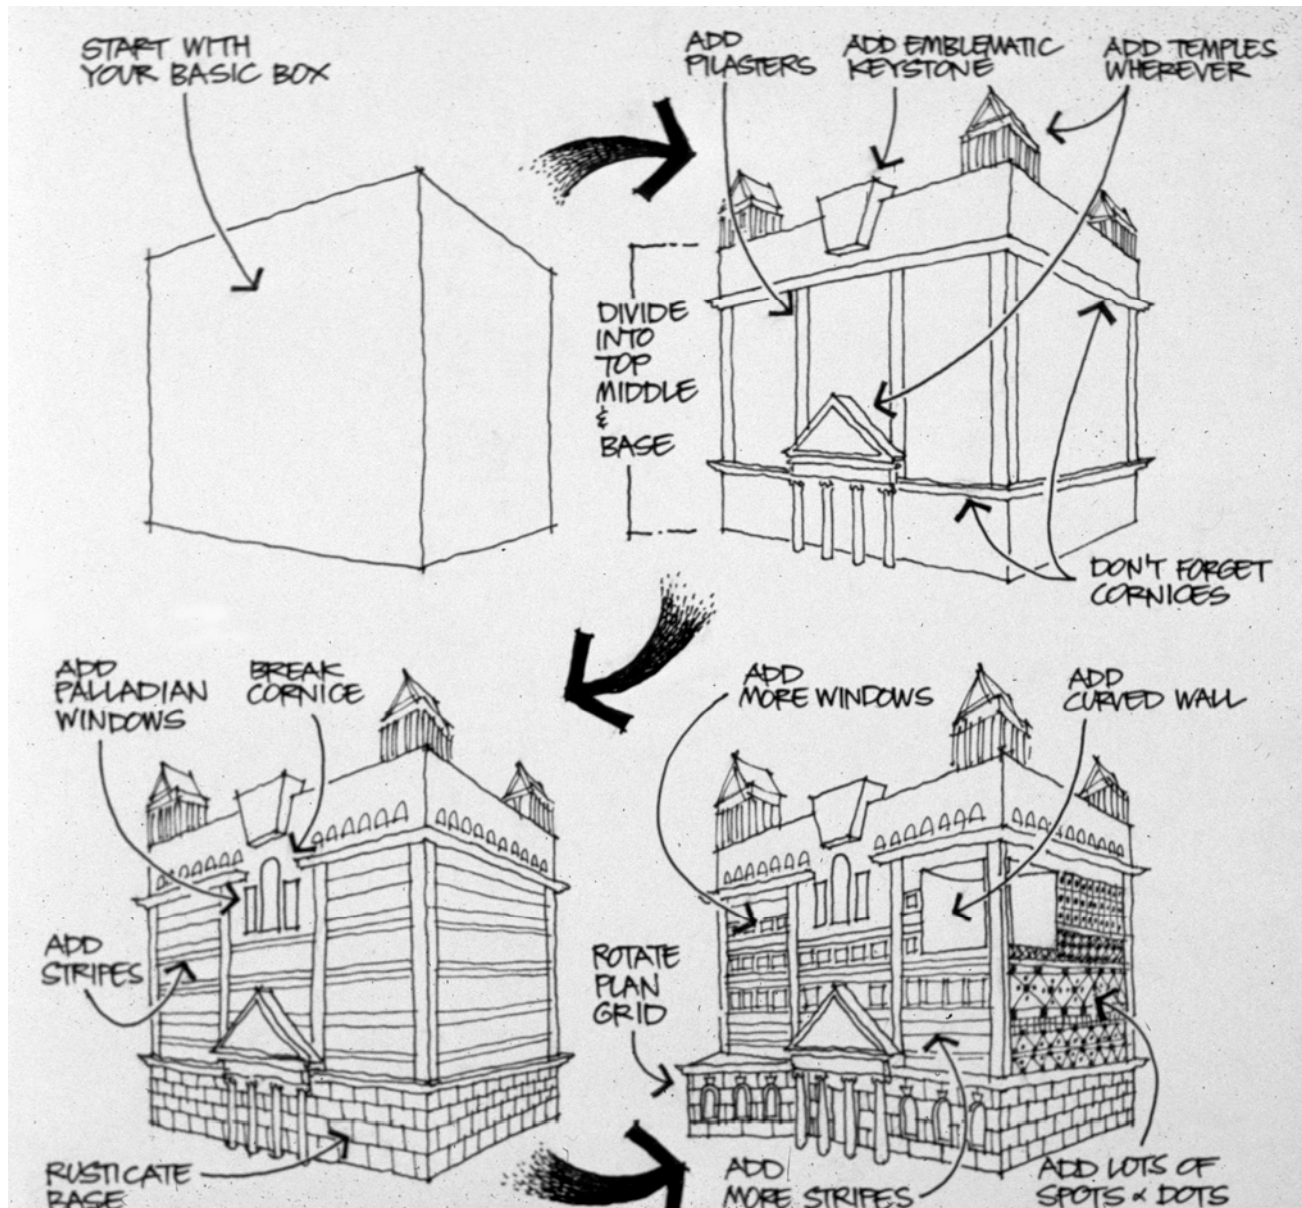 START WITH
YOUR BASIC BOX
ADD
PILASTERS
ADD EMBLEMATIC
KEYSTONE
ADD TEMPLES
WHEREVER
DIVIDE
INTO
TOP
MIDDLE
&
BASE
DON'T FORGET
CORNICES
ADD
PALLADIAN
WINDOWS
BREAK
CORNICE
ADD
STRIPES
RUSTICATE
BASE
ADD
MORE WINDOWS
ADD
CURVED WALL
ROTATE
PLAN
GRID
ADD
MORE STRIPES
ADD LOTS OF
SPOTS & DOTS